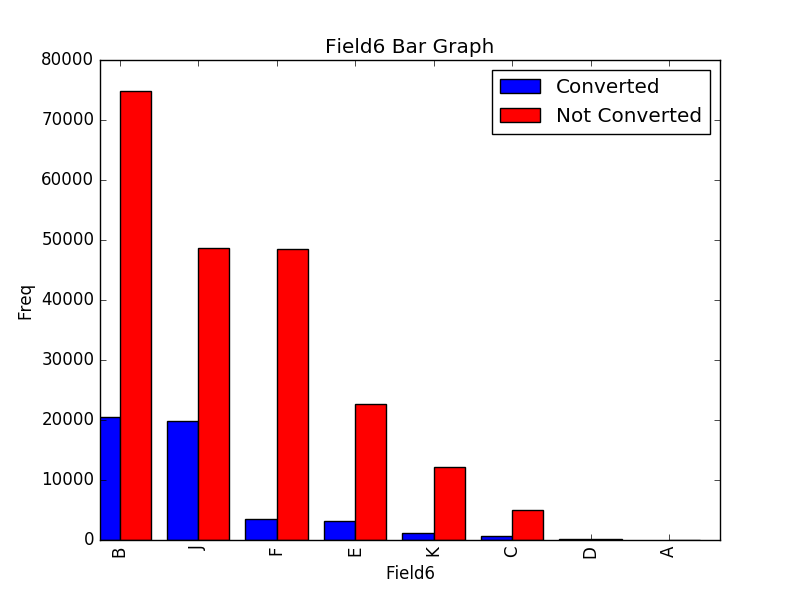 Field6 Bar Graph
Converted
Not Converted
80000
70000
60000
50000
40000
30000
20000
10000
0
Freq
B J F E K C D A
Field6